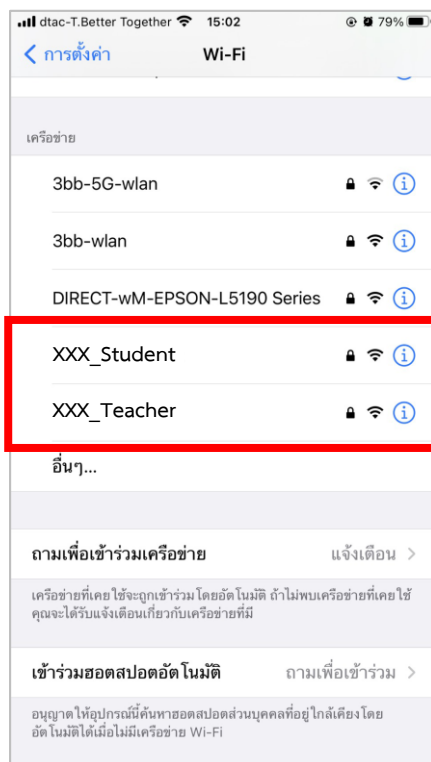 dtac-T.Better Together 15:02 79%
การตั้งค่า Wi-Fi
เครือข่าย
3bb-5G-wlan
3bb-wlan
DIRECT-wM-EPSON-L5190 Series
XXX_Student
XXX_Teacher
อื่นๆ...
ถามเพื่อเข้าร่วมเครือข่าย แจ้งเตือน
เครือข่ายที่เคยใช้จะถูกเข้าร่วมโดยอัตโนมัติ ถ้าไม่พบเครือข่ายที่เคยใช้
คุณจะได้รับแจ้งเตือนเกี่ยวกับเครือข่ายที่มี
เข้าร่วมฮอตสปอตอัตโนมัติ ถามเพื่อเข้าร่วม
อนุญาตให้อุปกรณ์นี้ค้นหาฮอตสปอตส่วนบุคคลที่อยู่ใกล้เคียงโดย
อัตโนมัติได้เมื่อไม่มีเครือข่าย Wi-Fi